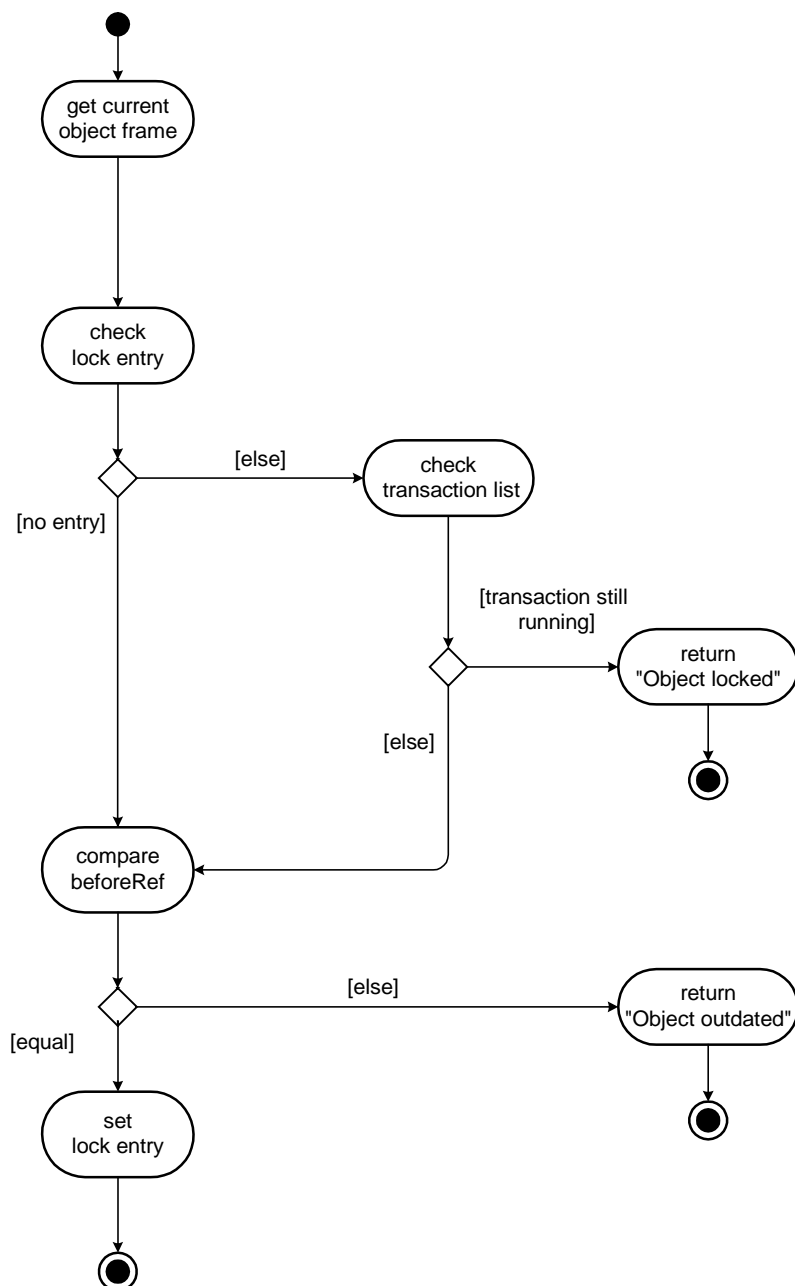 get current
object frame
check
lock entry
[else]
check
transaction list
[no entry]
[transaction still
running]
return
"Object locked"
[else]
compare
beforeRef
[else]
return
"Object outdated"
[equal]
set
lock entry